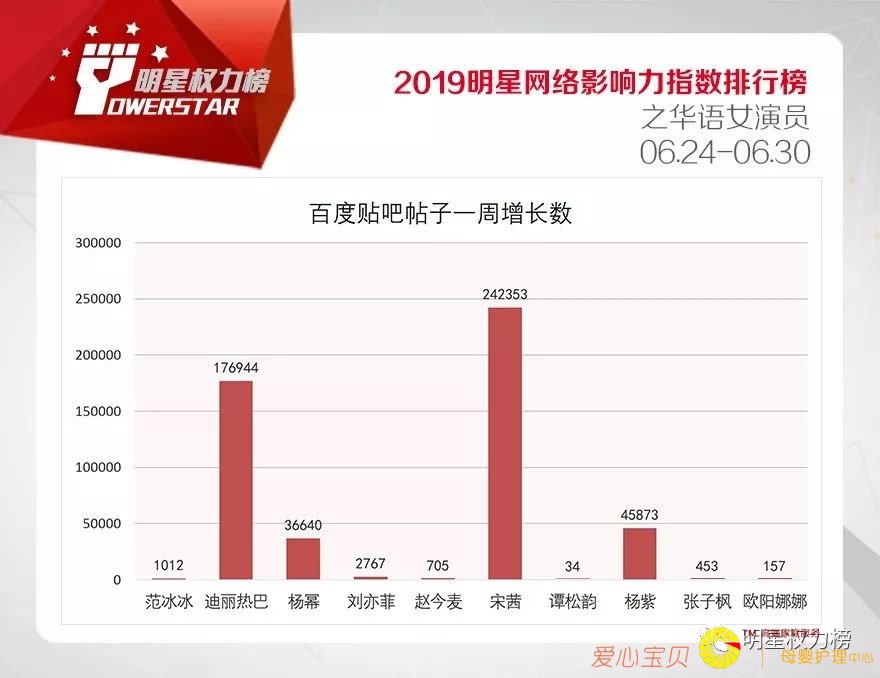 明星权力榜
POWERSTAR
2019明星网络影响力指数排行榜
之华语女演员
06.24-06.30
百度贴吧帖子一周增长数
300000
250000
200000
150000
100000
50000
0
1012
176944
36640
2767
705
242353
34
45873
453
157
范冰冰 迪丽热巴 杨幂 刘亦菲 赵今麦 宋茜 谭松韵 杨紫 张子枫 欧阳娜娜
TM
明星权力榜
爱心宝贝
母婴护理中心